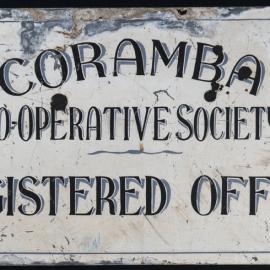 CORAMBA
O-OPERATIVE SOCIETY
GISTERED OFF